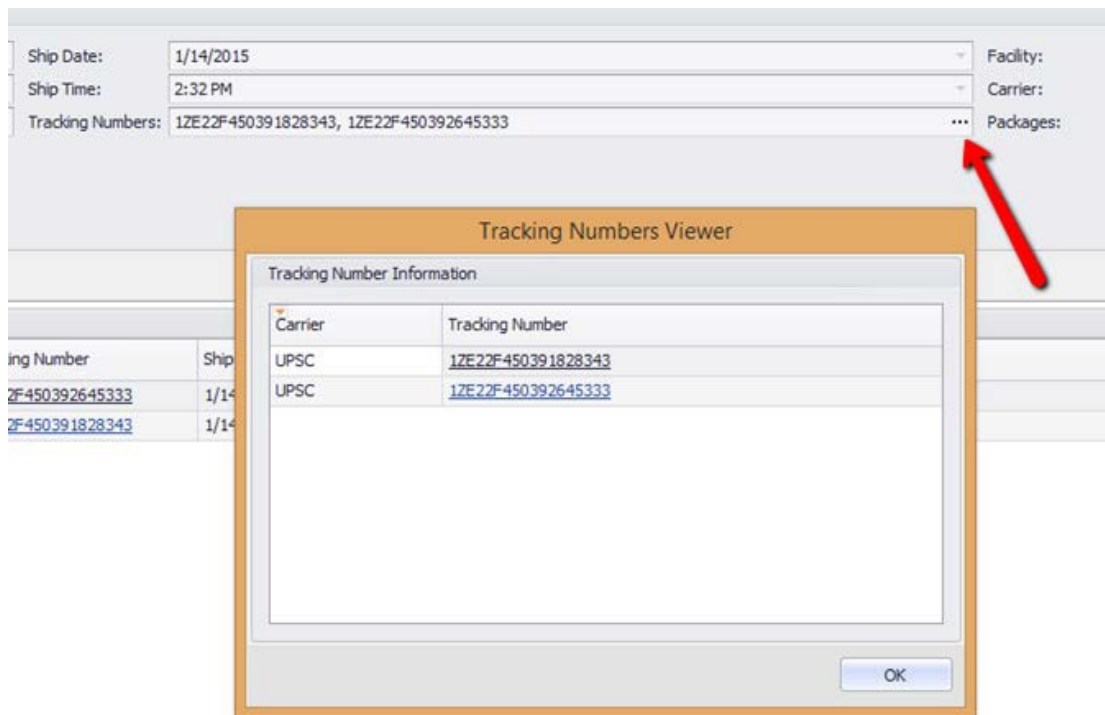 Ship Date: 1/14/2015 Facility:
Ship Time: 2:32 PM Carrier:
Tracking Numbers: 1ZE22F450391828343, 1ZE22F450392645333 ... Packages:
Tracking Numbers Viewer
Tracking Number Information
Carrier Tracking Number
UPSC 1ZE22F450391828343
UPSC 1ZE22F450392645333
OK
ing Number Ship
2F450392645333 1/14
2F450391828343 1/14